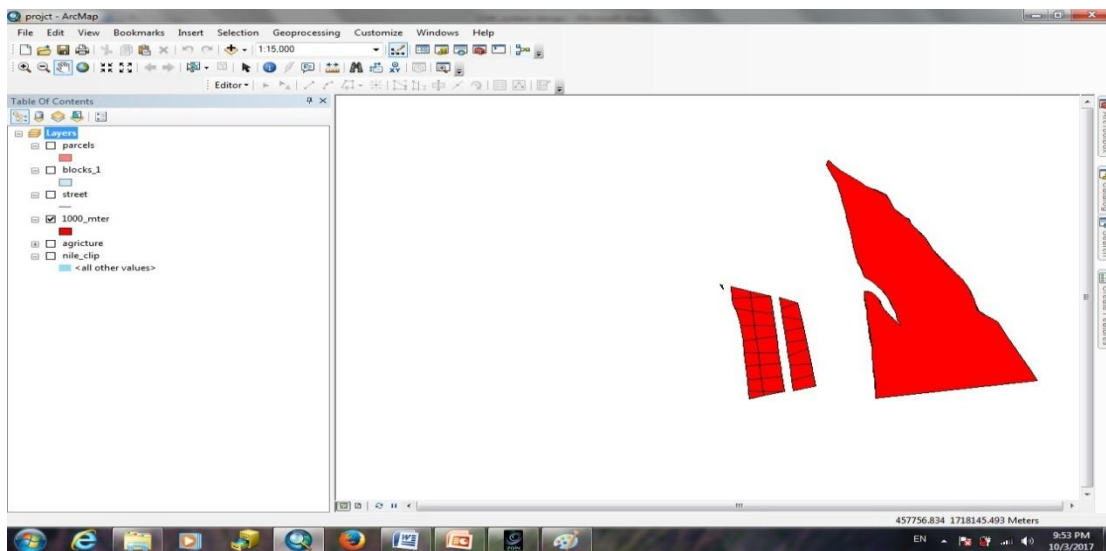 projct - ArcMap
File Edit View Bookmarks Insert Selection Geoprocessing Customize Windows Help
1:15,000
Editor
Table Of Contents
Layers
parcels
blocks_1
street
1000_mter
agricture
nile_clip
<all other values>
457756.834 1718145.493 Meters
EN
9:53 PM
10/3/2017